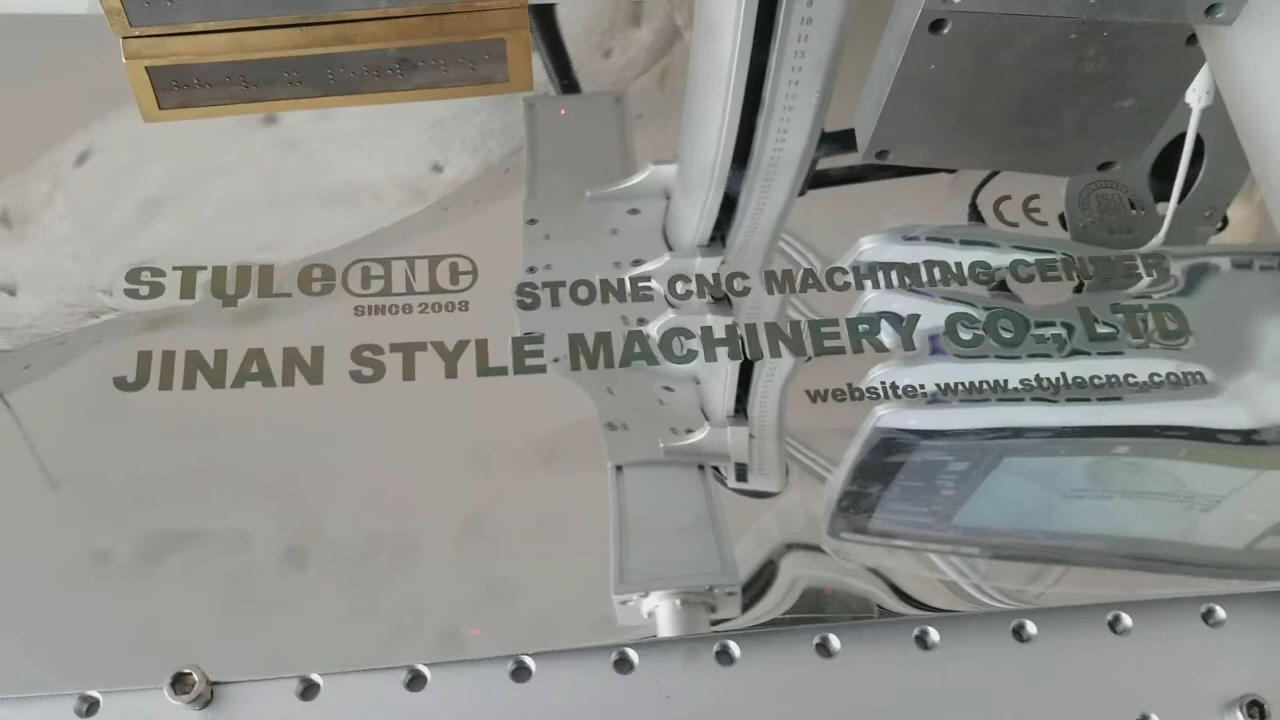 CE
STYLECNC
SINCE 2003
STONE CNC MACHINING CENTER
JINAN STYLE MACHINERY CO., LTD
website: www.stylecnc.com